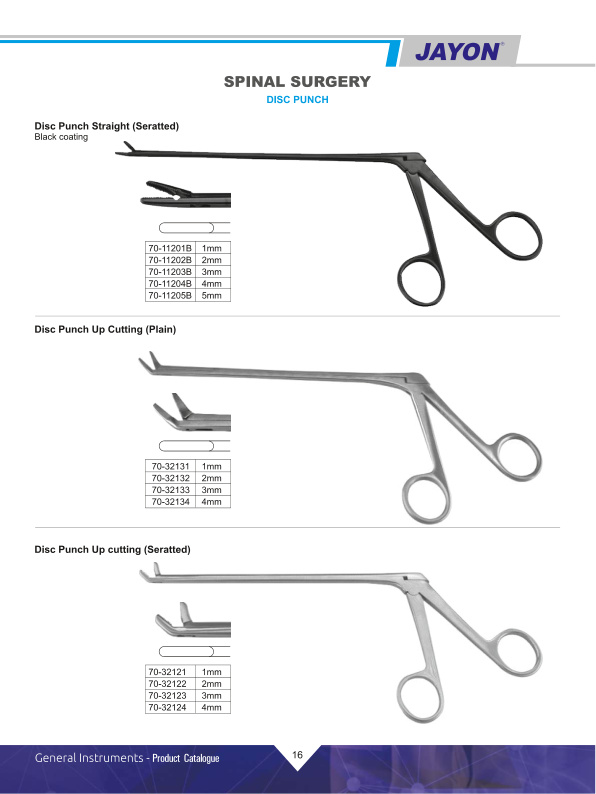 JAYON®
SPINAL SURGERY
DISC PUNCH
Disc Punch Straight (Seratted)
Black coating
70-11201B 1mm
70-11202B 2mm
70-11203B 3mm
70-11204B 4mm
70-11205B 5mm
Disc Punch Up Cutting (Plain)
70-32131 1mm
70-32132 2mm
70-32133 3mm
70-32134 4mm
Disc Punch Up cutting (Seratted)
70-32121 1mm
70-32122 2mm
70-32123 3mm
70-32124 4mm
General Instruments - Product Catalogue
16